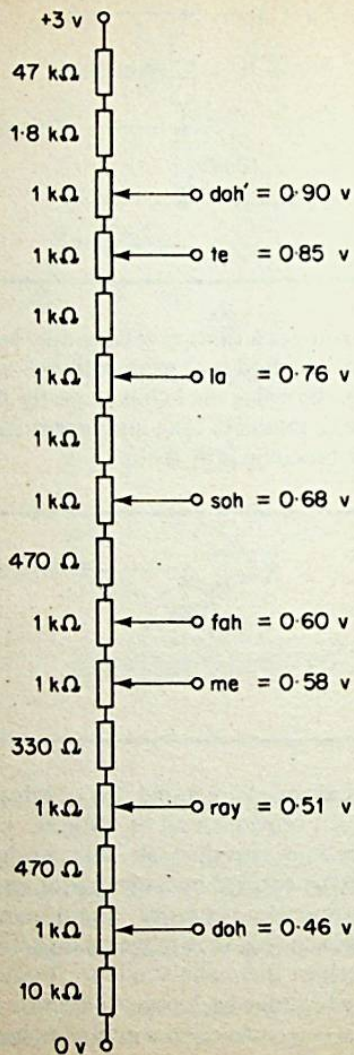 +3 v
47 kΩ
1·8 kΩ
1 kΩ doh' = 0·90 v
1 kΩ te = 0·85 v
1 kΩ
1 kΩ la = 0·76 v
1 kΩ
1 kΩ soh = 0·68 v
470 Ω
1 kΩ fah = 0·60 v
1 kΩ me = 0·58 v
330 Ω
1 kΩ ray = 0·51 v
470 Ω
1 kΩ doh = 0·46 v
10 kΩ
0 v